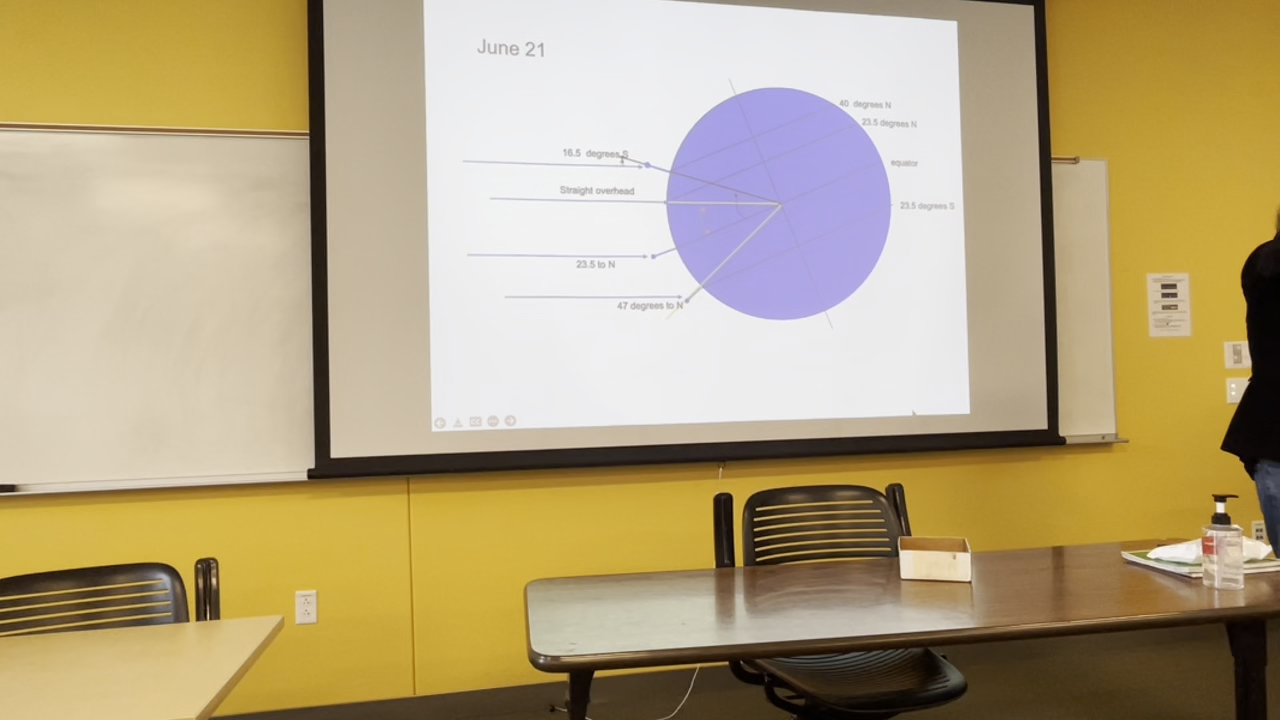 June 21
40 degrees N
23.5 degrees N
16.5 degrees S
equator
Straight overhead
23.5 degrees S
23.5 to N
47 degrees to N